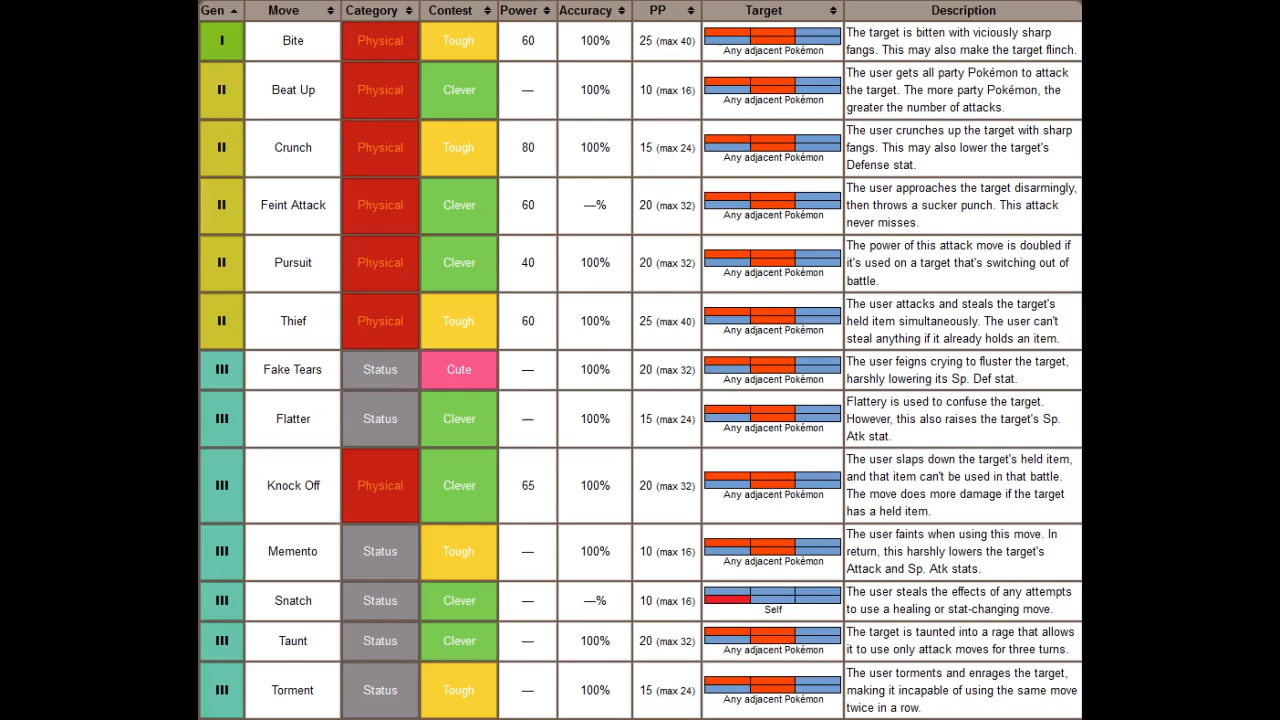 Gen Move Category Contest Power Accuracy PP Target Description
I Bite Physical Tough 60 100% 25 (max 40) Any adjacent Pokémon
The target is bitten with viciously sharp
fangs. This may also make the target flinch.
II Beat Up Physical Clever — 100% 10 (max 16) Any adjacent Pokémon
The user gets all party Pokémon to attack
the target. The more party Pokémon, the
greater the number of attacks.
II Crunch Physical Tough 80 100% 15 (max 24) Any adjacent Pokémon
The user crunches up the target with sharp
fangs. This may also lower the target's
Defense stat.
II Feint Attack Physical Clever 60 —% 20 (max 32) Any adjacent Pokémon
The user approaches the target disarmingly,
then throws a sucker punch. This attack
never misses.
II Pursuit Physical Clever 40 100% 20 (max 32) Any adjacent Pokémon
The power of this attack move is doubled if
it's used on a target that's switching out of
battle.
II Thief Physical Tough 60 100% 25 (max 40) Any adjacent Pokémon
The user attacks and steals the target's
held item simultaneously. The user can't
steal anything if it already holds an item.
III Fake Tears Status Cute — 100% 20 (max 32) Any adjacent Pokémon
The user feigns crying to fluster the target,
harshly lowering its Sp. Def stat.
III Flatter Status Clever — 100% 15 (max 24) Any adjacent Pokémon
Flattery is used to confuse the target.
However, this also raises the target's Sp.
Atk stat.
III Knock Off Physical Clever 65 100% 20 (max 32) Any adjacent Pokémon
The user slaps down the target's held item,
and that item can't be used in that battle.
The move does more damage if the target
has a held item.
III Memento Status Tough — 100% 10 (max 16) Any adjacent Pokémon
The user faints when using this move. In
return, this harshly lowers the target's
Attack and Sp. Atk stats.
III Snatch Status Clever — —% 10 (max 16) Self
The user steals the effects of any attempts
to use a healing or stat-changing move.
III Taunt Status Clever — 100% 20 (max 32) Any adjacent Pokémon
The target is taunted into a rage that allows
it to use only attack moves for three turns.
III Torment Status Tough — 100% 15 (max 24) Any adjacent Pokémon
The user torments and enrages the target,
making it incapable of using the same move
twice in a row.